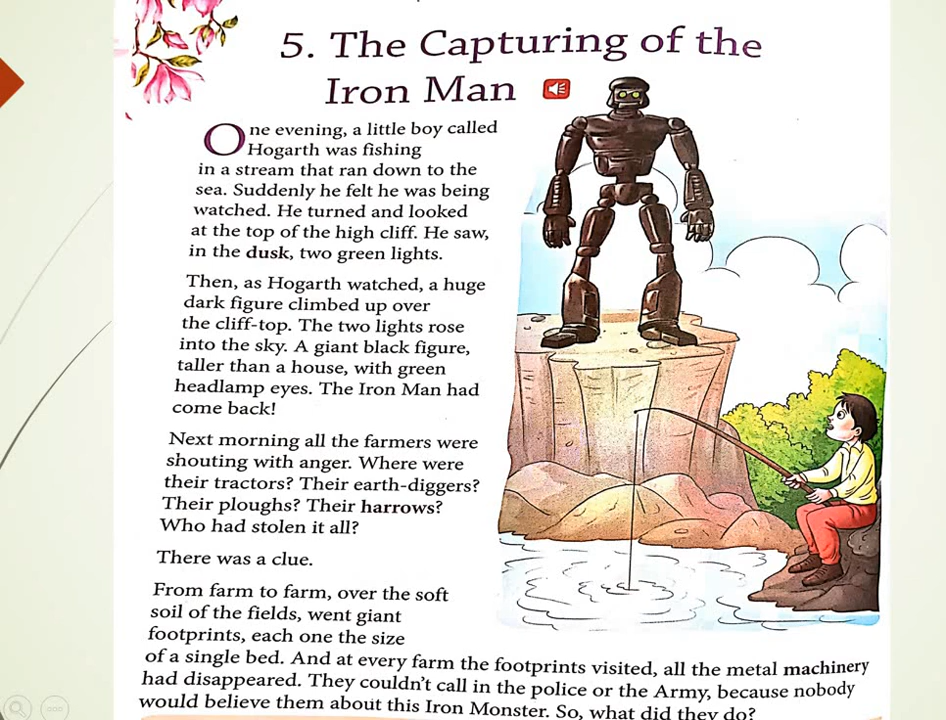 5. The Capturing of the
Iron Man
One evening, a little boy called
Hogarth was fishing
in a stream that ran down to the
sea. Suddenly he felt he was being
watched. He turned and looked
at the top of the high cliff. He saw,
in the dusk, two green lights.
Then, as Hogarth watched, a huge
dark figure climbed up over
the cliff-top. The two lights rose
into the sky. A giant black figure,
taller than a house, with green
headlamp eyes. The Iron Man had
come back!
Next morning all the farmers were
shouting with anger. Where were
their tractors? Their earth-diggers?
Their ploughs? Their harrows?
Who had stolen it all?
There was a clue.
From farm to farm, over the soft
soil of the fields, went giant
footprints, each one the size
of a single bed. And at every farm the footprints visited, all the metal machinery
had disappeared. They couldn't call in the police or the Army, because nobody
would believe them about this Iron Monster. So, what did they do?